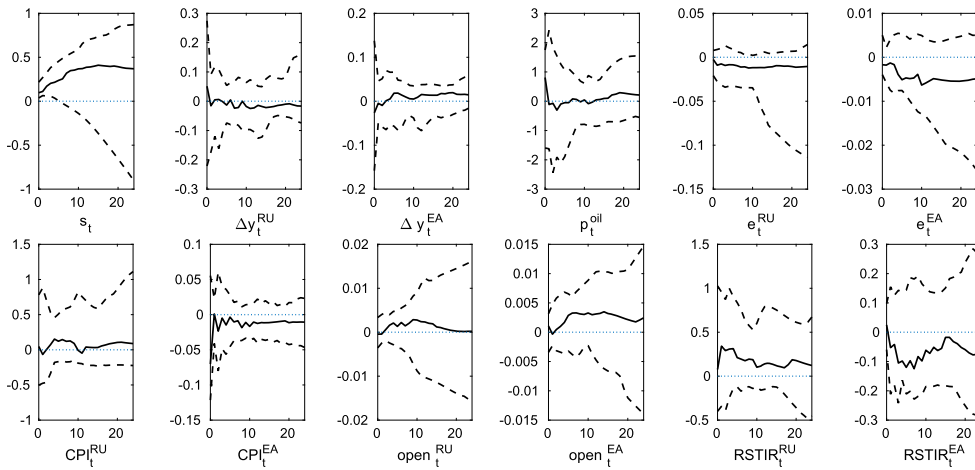 1
0.5
0
-0.5
-1
0 10 20
s_t
0.3
0.2
0.1
0
-0.1
-0.2
-0.3
0 10 20
Δy_t^RU
0.2
0.1
0
-0.1
-0.2
0 10 20
Δ y_t^EA
3
2
1
0
-1
-2
-3
0 10 20
p_t^oil
0.05
0
-0.05
-0.1
-0.15
0 10 20
e_t^RU
0.01
0
-0.01
-0.02
-0.03
0 10 20
e_t^EA
1
0.5
0
-0.5
-1
0 10 20
CPI_t^RU
0.1
0.05
0
-0.05
-0.1
-0.15
0 10 20
CPI_t^EA
0.02
0.01
0
-0.01
-0.02
0 10 20
open_t^RU
0.015
0.01
0.005
0
-0.005
-0.01
-0.015
0 10 20
open_t^EA
1.5
1
0.5
0
-0.5
0 10 20
RSTIR_t^RU
0.3
0.2
0.1
0
-0.1
-0.2
-0.3
0 10 20
RSTIR_t^EA